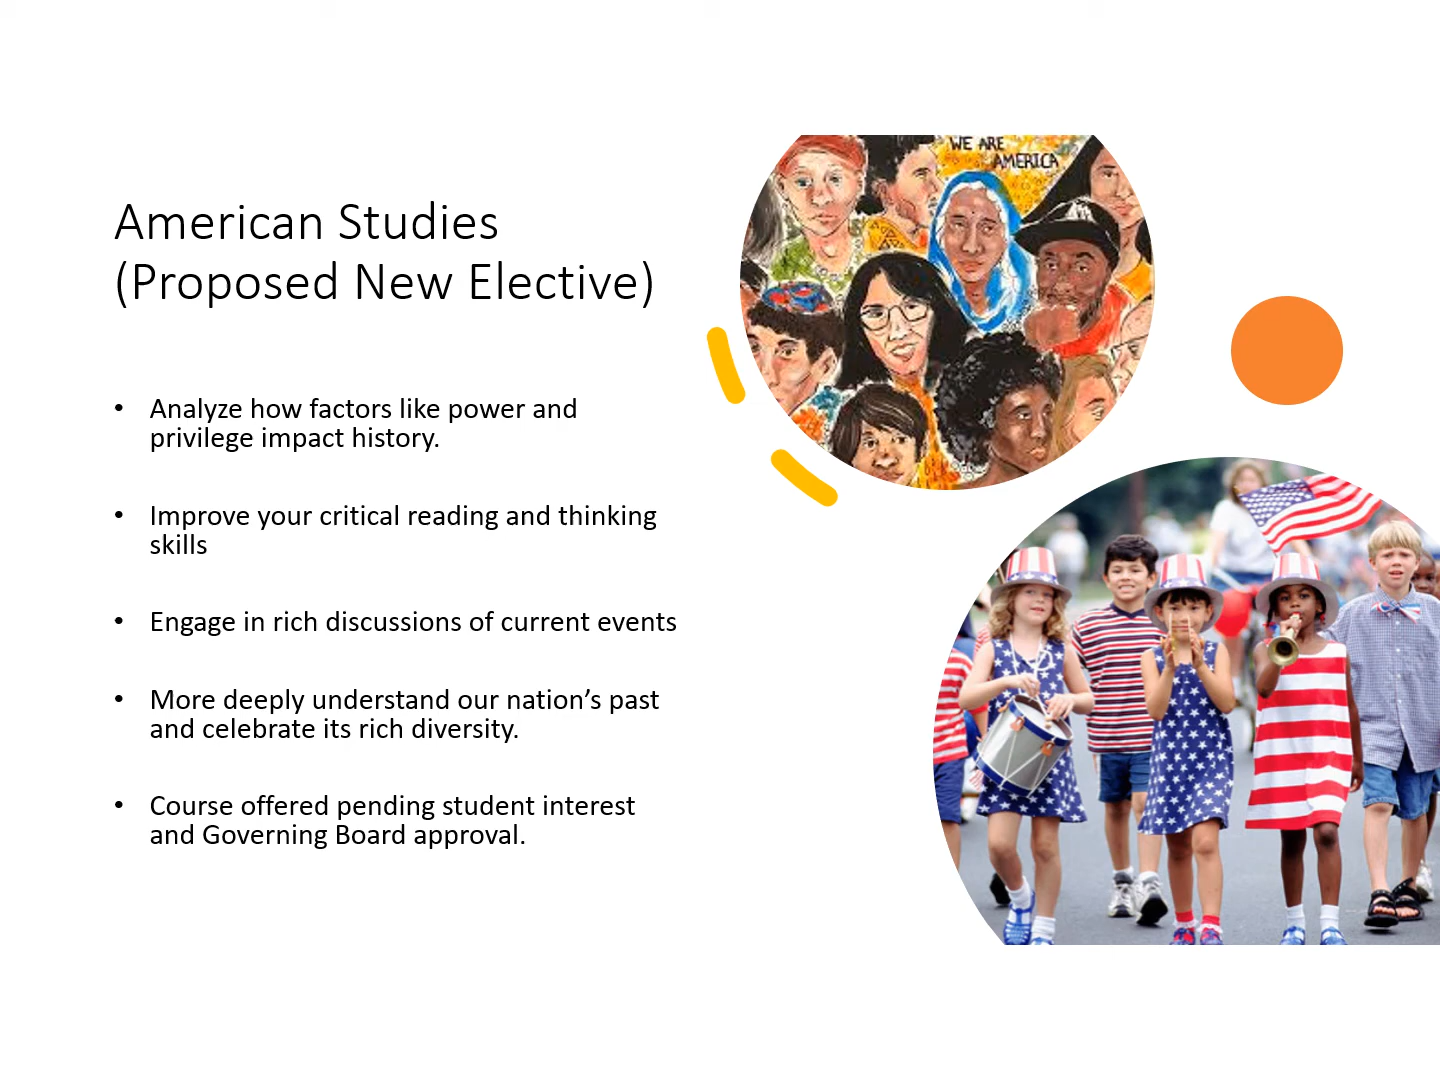 American Studies
(Proposed New Elective)
• Analyze how factors like power and
privilege impact history.
• Improve your critical reading and thinking
skills
• Engage in rich discussions of current events
• More deeply understand our nation’s past
and celebrate its rich diversity.
• Course offered pending student interest
and Governing Board approval.
WE ARE
AMERICA